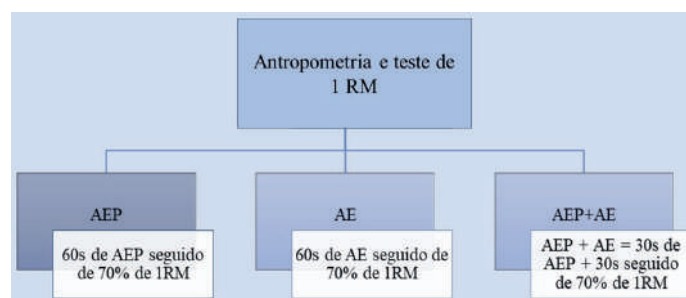 Antropometria e teste de
1 RM
AEP
AE
AEP+AE
60s de AEP seguido
de 70% de 1RM
60s de AE seguido de
70% de 1RM
AEP + AE = 30s de
AEP + 30s seguido
de 70% de 1RM